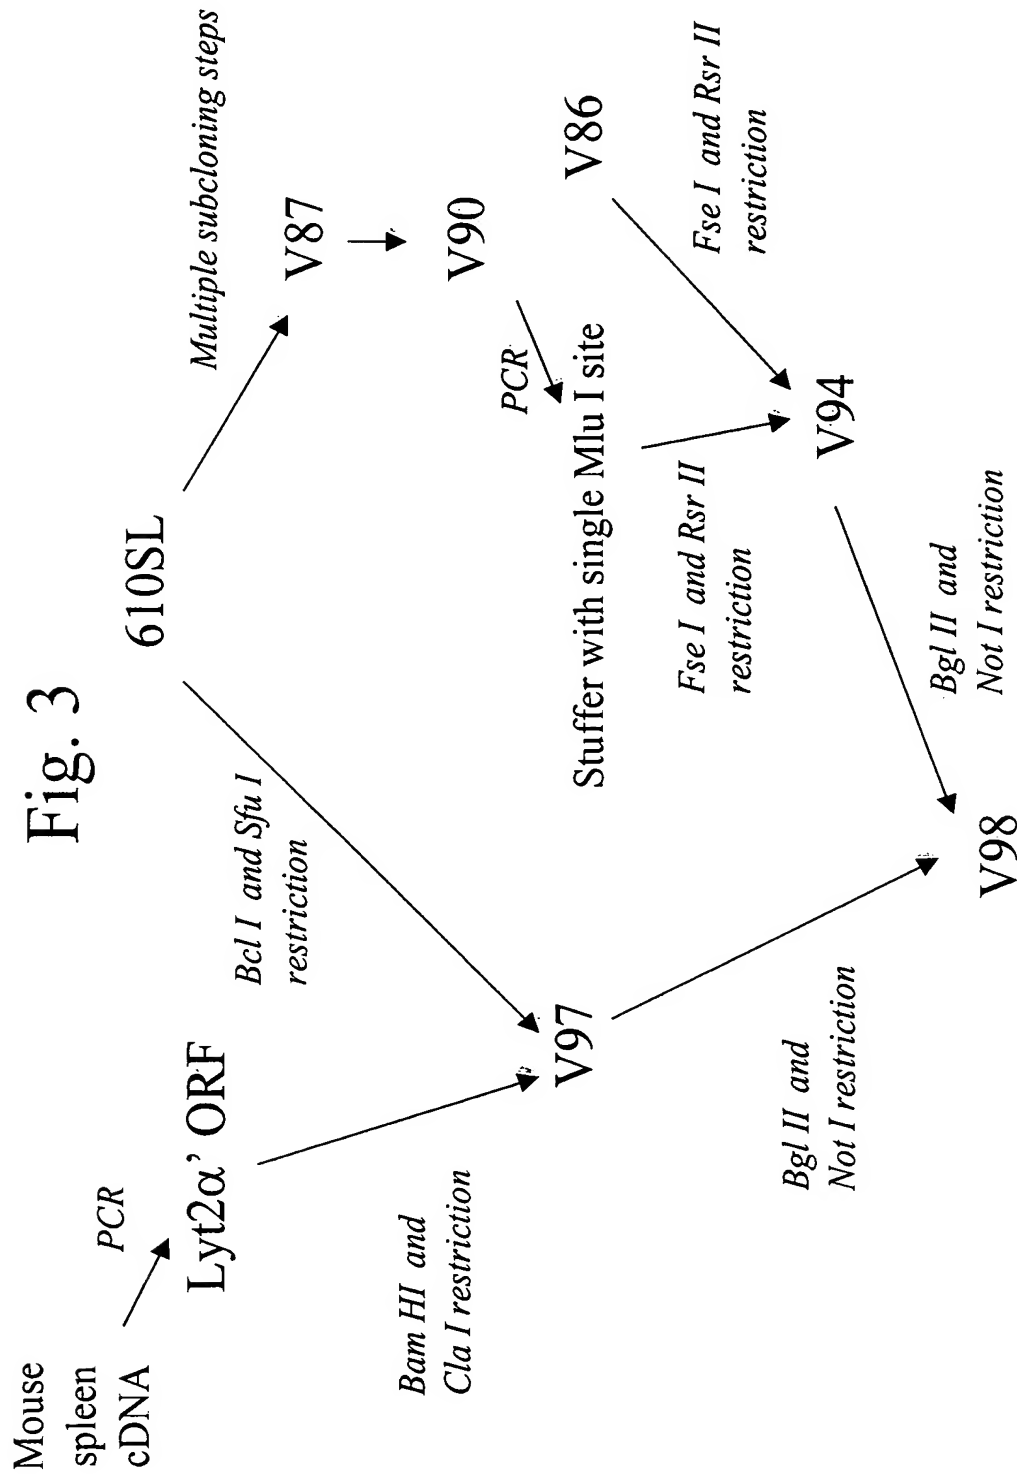 Fig. 3
Mouse
spleen
cDNA
PCR
Lyt2α’ ORF
610SL
Multiple subcloning steps
Bcl I and Sfu I
restriction
V87
V90
PCR
V86
Bam HI and
Cla I restriction
V97
Stuffer with single Mlu I site
Fse I and Rsr II
restriction
Fse I and Rsr II
restriction
V94
Bgl II and
Not I restriction
Bgl II and
Not I restriction
V98